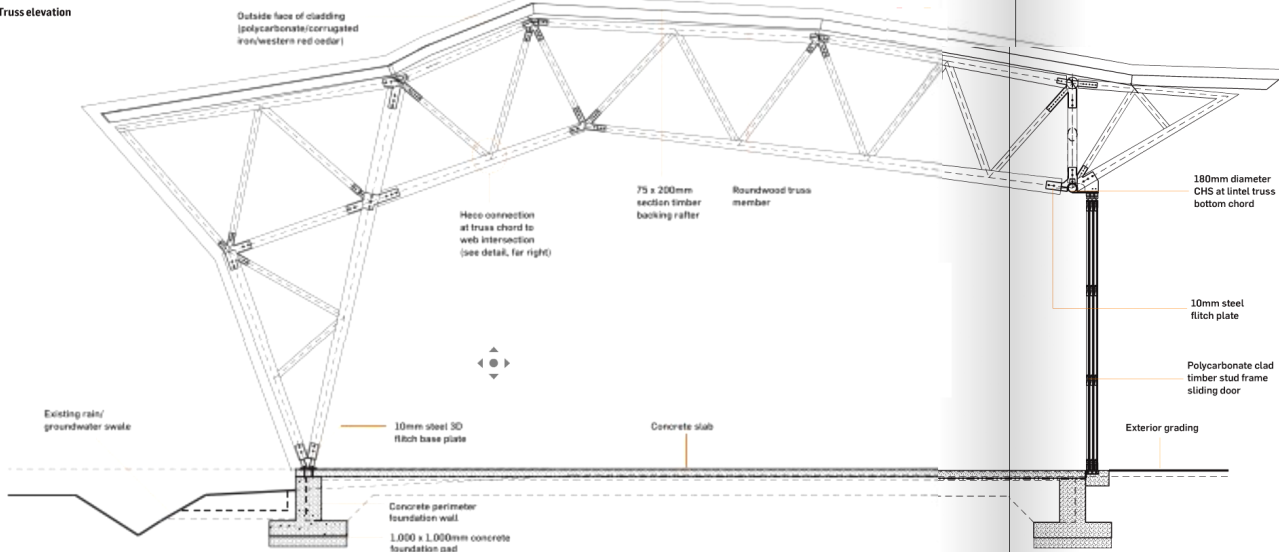 Truss elevation
Outside face of cladding
(polycarbonate/corrugated
iron/western red cedar)
Heco connection
at truss chord to
web intersection
(see detail, far right)
75 x 200mm
section timber
backing rafter
Roundwood truss
member
180mm diameter
CHS at lintel truss
bottom chord
10mm steel
flitch plate
Polycarbonate clad
timber stud frame
sliding door
Existing rain/
groundwater swale
10mm steel 3D
flitch base plate
Concrete slab
Exterior grading
Concrete perimeter
foundation wall
1,000 x 1,000mm concrete
foundation pad